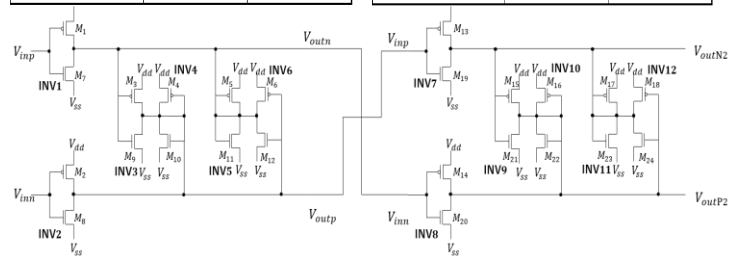 M1
M13
Vinp
Voutn
Vinp
VoutN2
INV1
M7
Vdd Vdd INV4
Vdd Vdd INV6
INV7
M19
Vdd Vdd INV10
Vdd Vdd INV12
M3 M4
M5 M6
M15 M16
M17 M18
Vss
Vss
Vdd
Vdd
M9 M10
M11 M12
M21 M22
M23 M24
M2
INV3 Vss Vss
INV5 Vss Vss
M14
INV9 Vss Vss
INV11 Vss Vss
Vinn
Voutp
Vinn
VoutP2
M8
M20
INV2
INV8
Vss
Vss